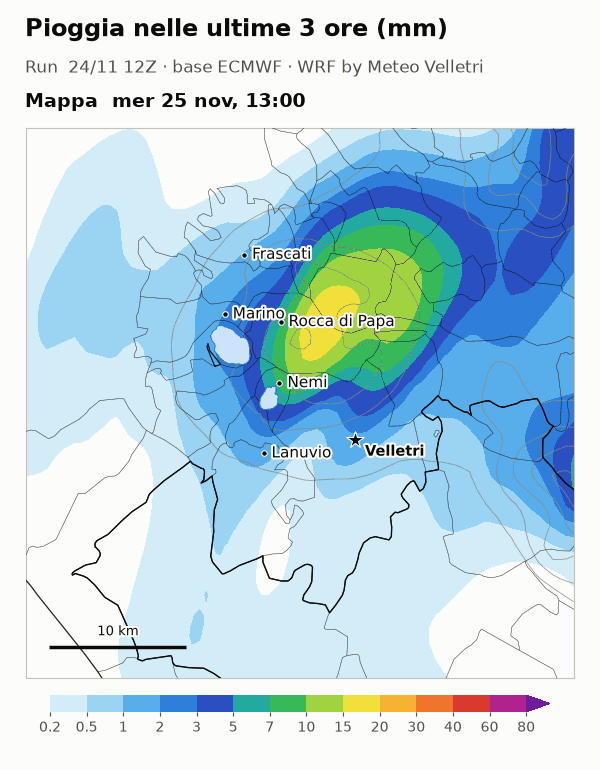 Pioggia nelle ultime 3 ore (mm)
Run  24/11 12Z · base ECMWF · WRF by Meteo Velletri
Mappa  mer 25 nov, 13:00
Frascati
Marino
Rocca di Papa
Nemi
Velletri
Lanuvio
10 km
0.2 0.5 1 2 3 5 7 10 15 20 30 40 60 80